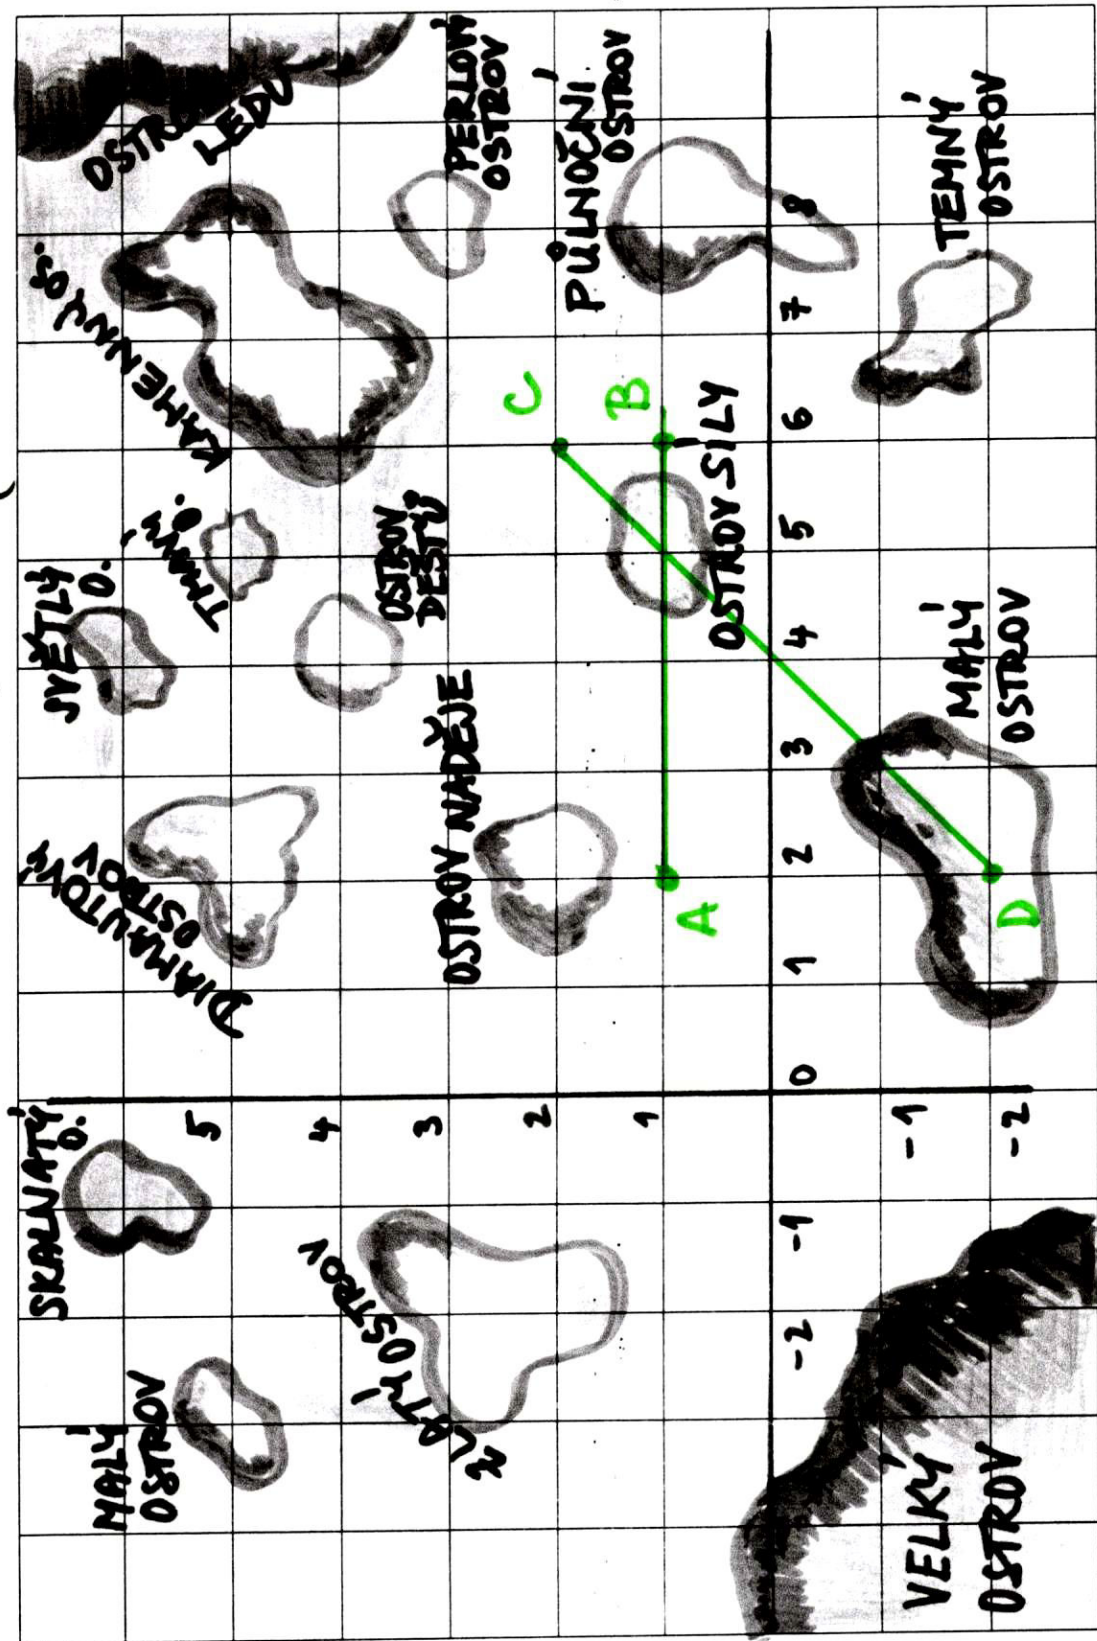 SKALNATÝ
O.
SVĚTLÝ
O.
DIAMANTOVÝ
OSTROV
TMAVÝ
O.
KAMENNÝ OS.
OSTROV
LEDU
MALÝ
OSTROV
ZLATÝ OSTROV
OSTROV NADĚJE
OSTROV
DEŠTŮ
PERLOVÝ
OSTROV
PŮLNOČNÍ
OSTROV
5
4
3
2
1
-1
-2
-2
-1
0
1
2
3
4
5
6
7
8
A
B
C
D
OSTROV SÍLY
VELKÝ
OSTROV
MALÝ
OSTROV
TEMNÝ
OSTROV